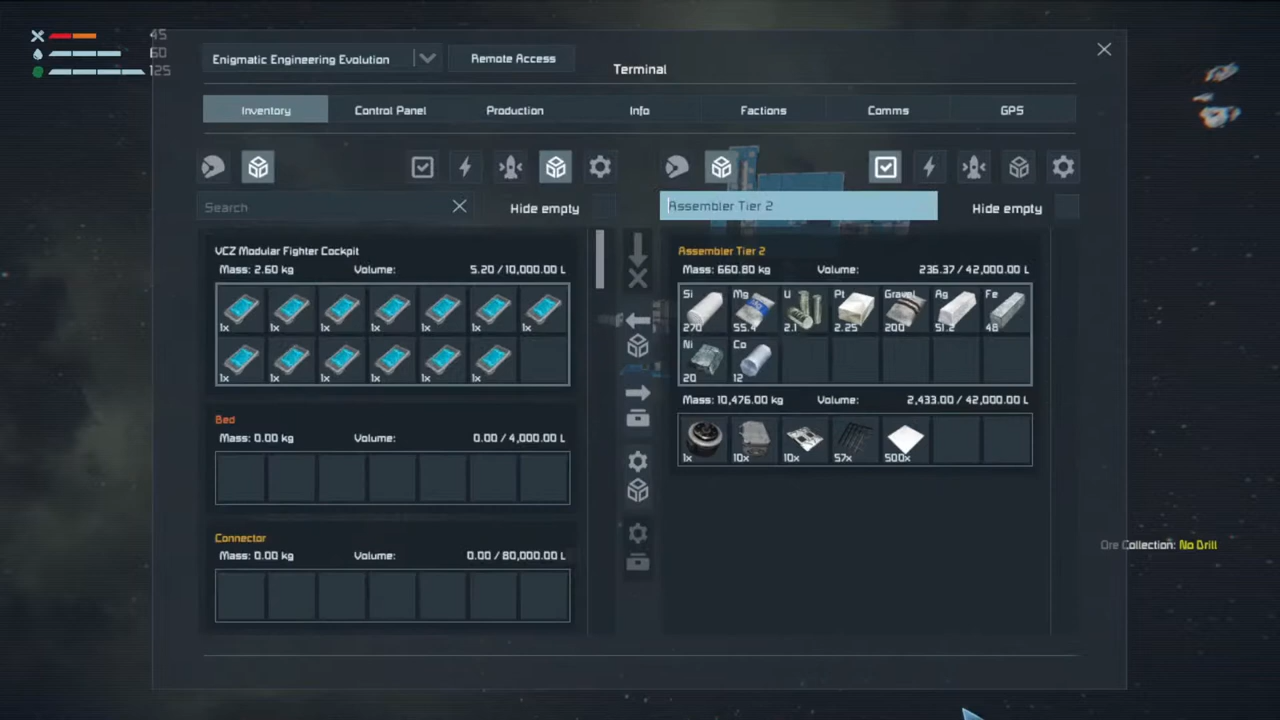 45
60
125
Enigmatic Engineering Evolution
Remote Access
Terminal
Inventory
Control Panel
Production
Info
Factions
Comms
GPS
Search
Hide empty
Assembler Tier 2
Hide empty
VCZ Modular Fighter Cockpit
Mass: 2.60 kg Volume: 5.20 / 10,000.00 L
1x 1x 1x 1x 1x 1x 1x
1x 1x 1x 1x 1x 1x
Bed
Mass: 0.00 kg Volume: 0.00 / 4,000.00 L
Connector
Mass: 0.00 kg Volume: 0.00 / 80,000.00 L
Assembler Tier 2
Mass: 660.80 kg Volume: 236.37 / 42,000.00 L
Si Mg U Pt Gravel Ag Fe
270 55.4 2.1 2.25 200 51.2 48
Ni Co
20 12
Mass: 10,476.00 kg Volume: 2,433.00 / 42,000.00 L
1x 10x 10x 57x 500x
Ore Collection: No Drill